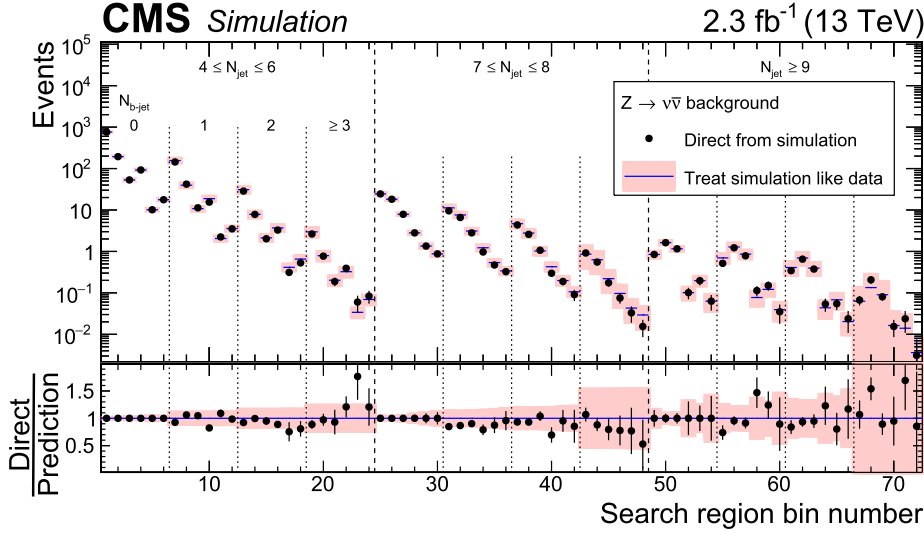 CMS Simulation 2.3 fb⁻¹ (13 TeV)
Events
10⁵
10⁴
10³
10²
10
1
10⁻¹
10⁻²
4 ≤ N_jet ≤ 6
7 ≤ N_jet ≤ 8
N_jet ≥ 9
N_b-jet
0 1 2 ≥ 3
Z → νν̅ background
Direct from simulation
Treat simulation like data
Direct
Prediction
1.5
1
0.5
10 20 30 40 50 60 70
Search region bin number